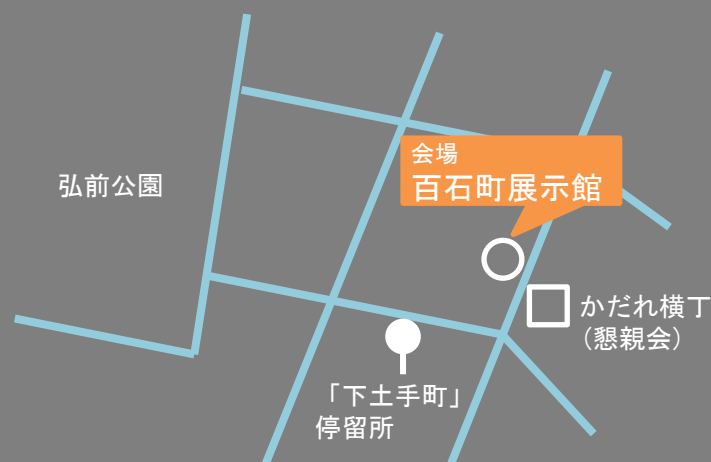 会場
百石町展示館
弘前公園
かだれ横丁
（懇親会）
「下土手町」
停留所